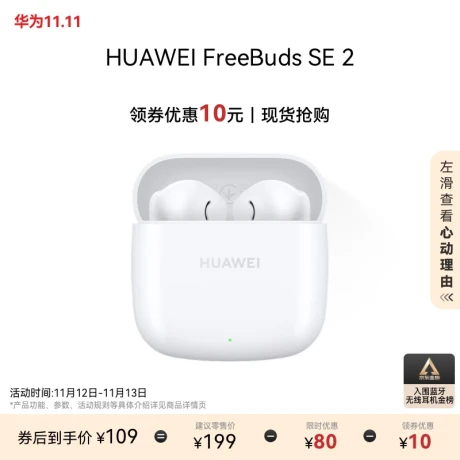 华为11.11
HUAWEI FreeBuds SE 2
领券优惠10元 | 现货抢购
HUAWEI
左滑查看心动理由
活动时间:11月12日-11月13日
*产品功能、参数、活动规则等具体介绍详见商品详情页
京东金榜
入围蓝牙
无线耳机金榜
券后到手价 ¥109 = 建议零售价 ¥199 - 限时优惠 ¥80 - 领券优惠 ¥10